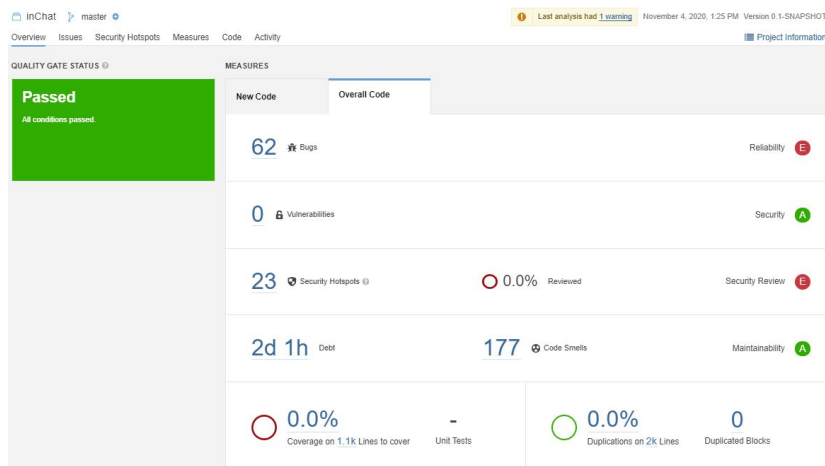 inChat master Last analysis had 1 warning November 4, 2020, 1:25 PM Version 0.1-SNAPSHOT
Overview Issues Security Hotspots Measures Code Activity Project Information
QUALITY GATE STATUS MEASURES
Passed
All conditions passed.
New Code Overall Code
62 Bugs Reliability E
0 Vulnerabilities Security A
23 Security Hotspots 0.0% Reviewed Security Review E
2d 1h Debt 177 Code Smells Maintainability A
0.0% - 0.0% 0
Coverage on 1.1k Lines to cover Unit Tests Duplications on 2k Lines Duplicated Blocks